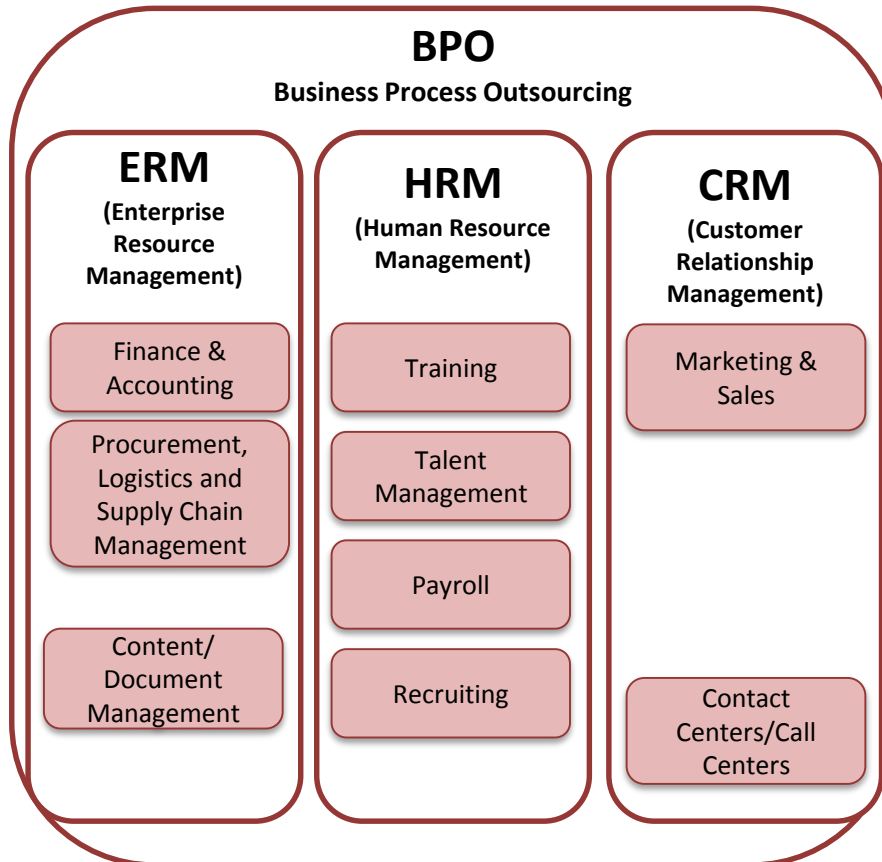 BPO
Business Process Outsourcing
ERM
(Enterprise
Resource
Management)
Finance &
Accounting
Procurement,
Logistics and
Supply Chain
Management
Content/
Document
Management
HRM
(Human Resource
Management)
Training
Talent
Management
Payroll
Recruiting
CRM
(Customer
Relationship
Management)
Marketing &
Sales
Contact
Centers/Call
Centers